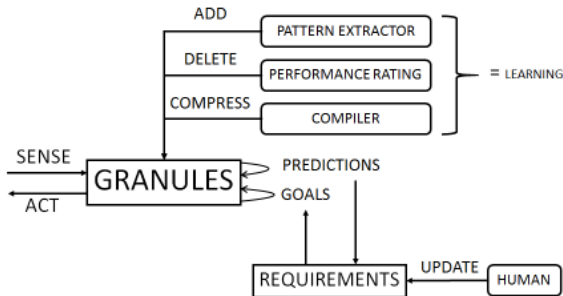 ADD
PATTERN EXTRACTOR
DELETE
PERFORMANCE RATING
= LEARNING
COMPRESS
COMPILER
SENSE
GRANULES
PREDICTIONS
ACT
GOALS
REQUIREMENTS
UPDATE
HUMAN